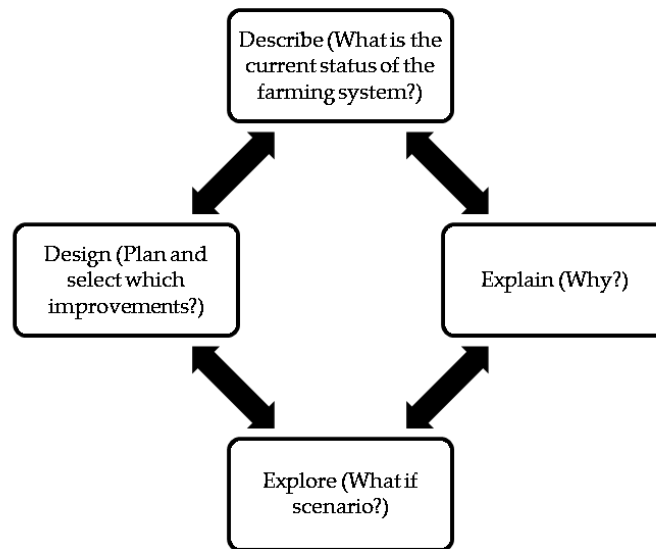 Describe (What is the
current status of the
farming system?)
Design (Plan and
select which
improvements?)
Explain (Why?)
Explore (What if
scenario?)